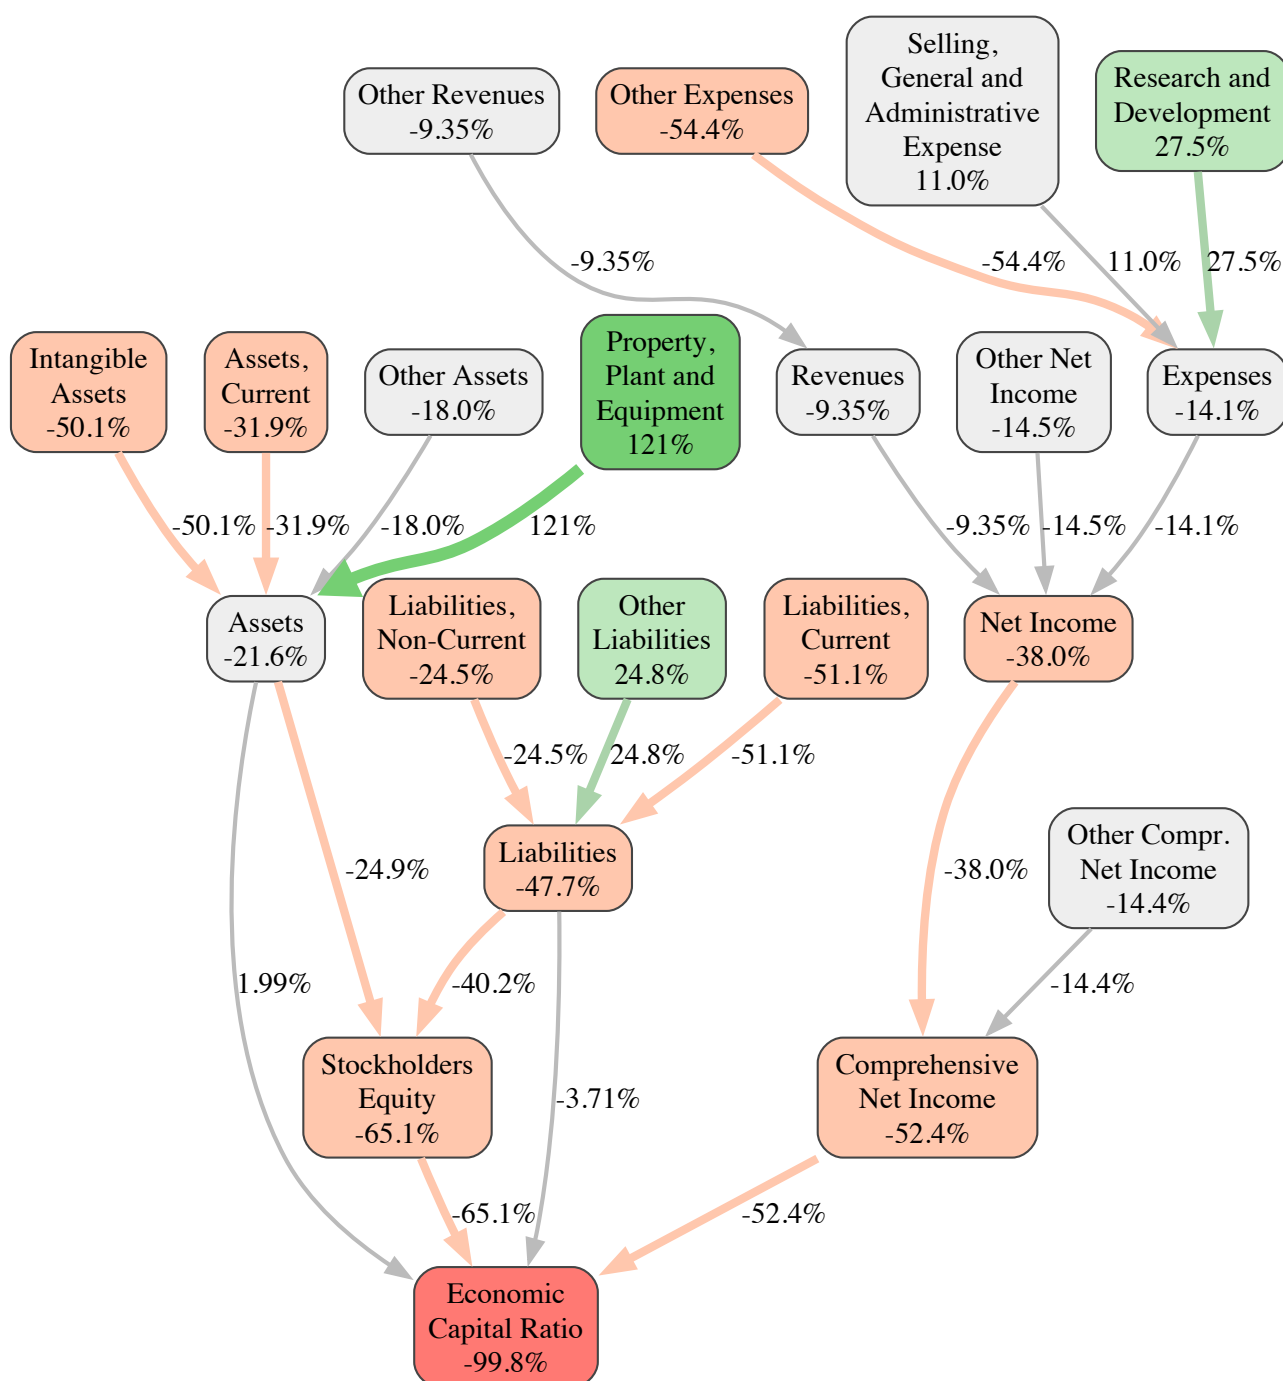 Other Revenues
-9.35%
Other Expenses
-54.4%
Selling,
General and
Administrative
Expense
11.0%
Research and
Development
27.5%
-9.35%
-54.4%
11.0%
27.5%
Intangible
Assets
-50.1%
Assets,
Current
-31.9%
Other Assets
-18.0%
Property,
Plant and
Equipment
121%
Revenues
-9.35%
Other Net
Income
-14.5%
Expenses
-14.1%
-50.1%
-31.9%
-18.0%
121%
-9.35%
-14.5%
-14.1%
Assets
-21.6%
Liabilities,
Non-Current
-24.5%
Other
Liabilities
24.8%
Liabilities,
Current
-51.1%
Net Income
-38.0%
-24.5%
24.8%
-51.1%
-24.9%
Liabilities
-47.7%
-38.0%
Other Compr.
Net Income
-14.4%
1.99%
-40.2%
-14.4%
Stockholders
Equity
-65.1%
-3.71%
Comprehensive
Net Income
-52.4%
-65.1%
-52.4%
Economic
Capital Ratio
-99.8%